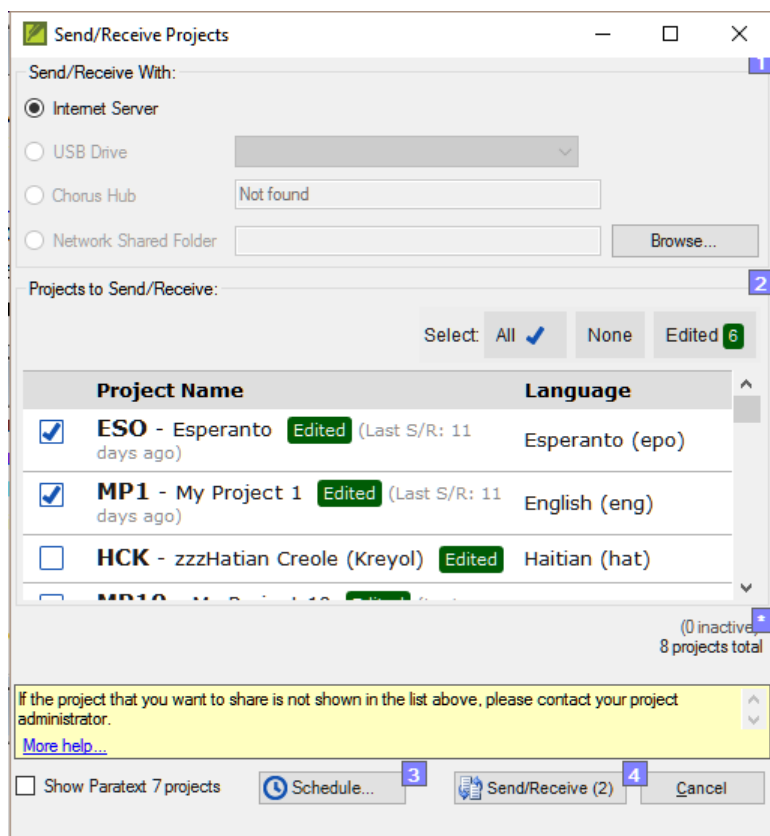 Send/Receive Projects
1
Send/Receive With:
Internet Server
USB Drive
Chorus Hub Not found
Network Shared Folder Browse...
2
Projects to Send/Receive:
Select: All None Edited 6
Project Name Language
ESO - Esperanto Edited (Last S/R: 11
days ago) Esperanto (epo)
MP1 - My Project 1 Edited (Last S/R: 11
days ago) English (eng)
HCK - zzzHatian Creole (Kreyol) Edited Haitian (hat)
MP10 - My Project
*
(0 inactive)
8 projects total
If the project that you want to share is not shown in the list above, please contact your project
administrator.
More help...
3 4
Show Paratext 7 projects Schedule... Send/Receive (2) Cancel